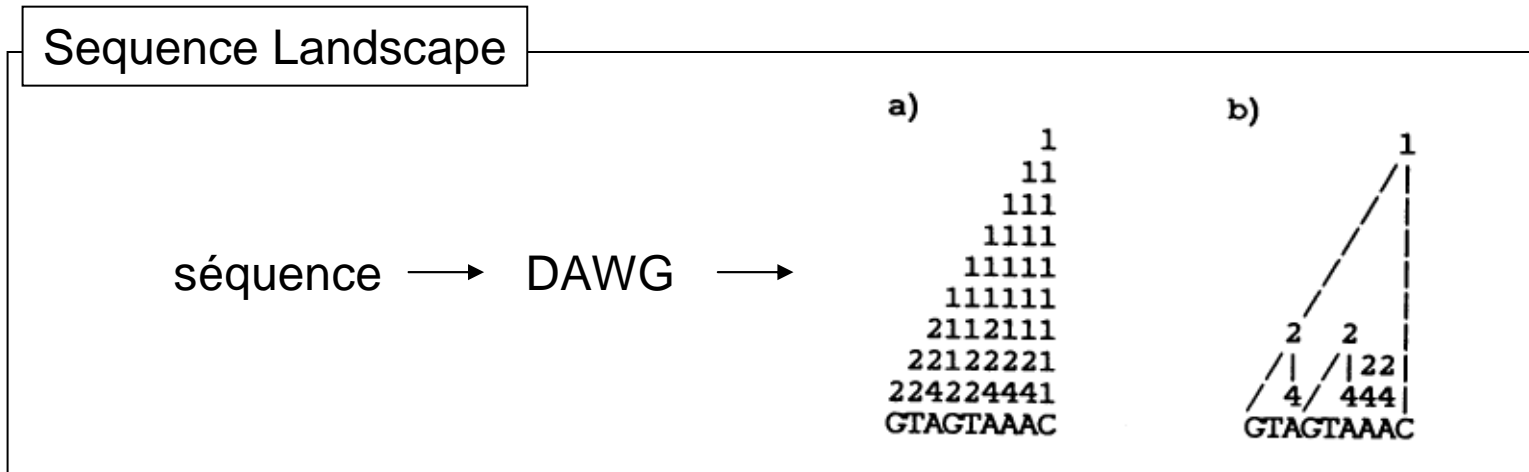 Sequence Landscape
séquence → DAWG →
a)
1
11
111
1111
11111
111111
2112111
22122221
224224441
GTAGTAAAC
b)
1
2 2
22
4 444
GTAGTAAAC